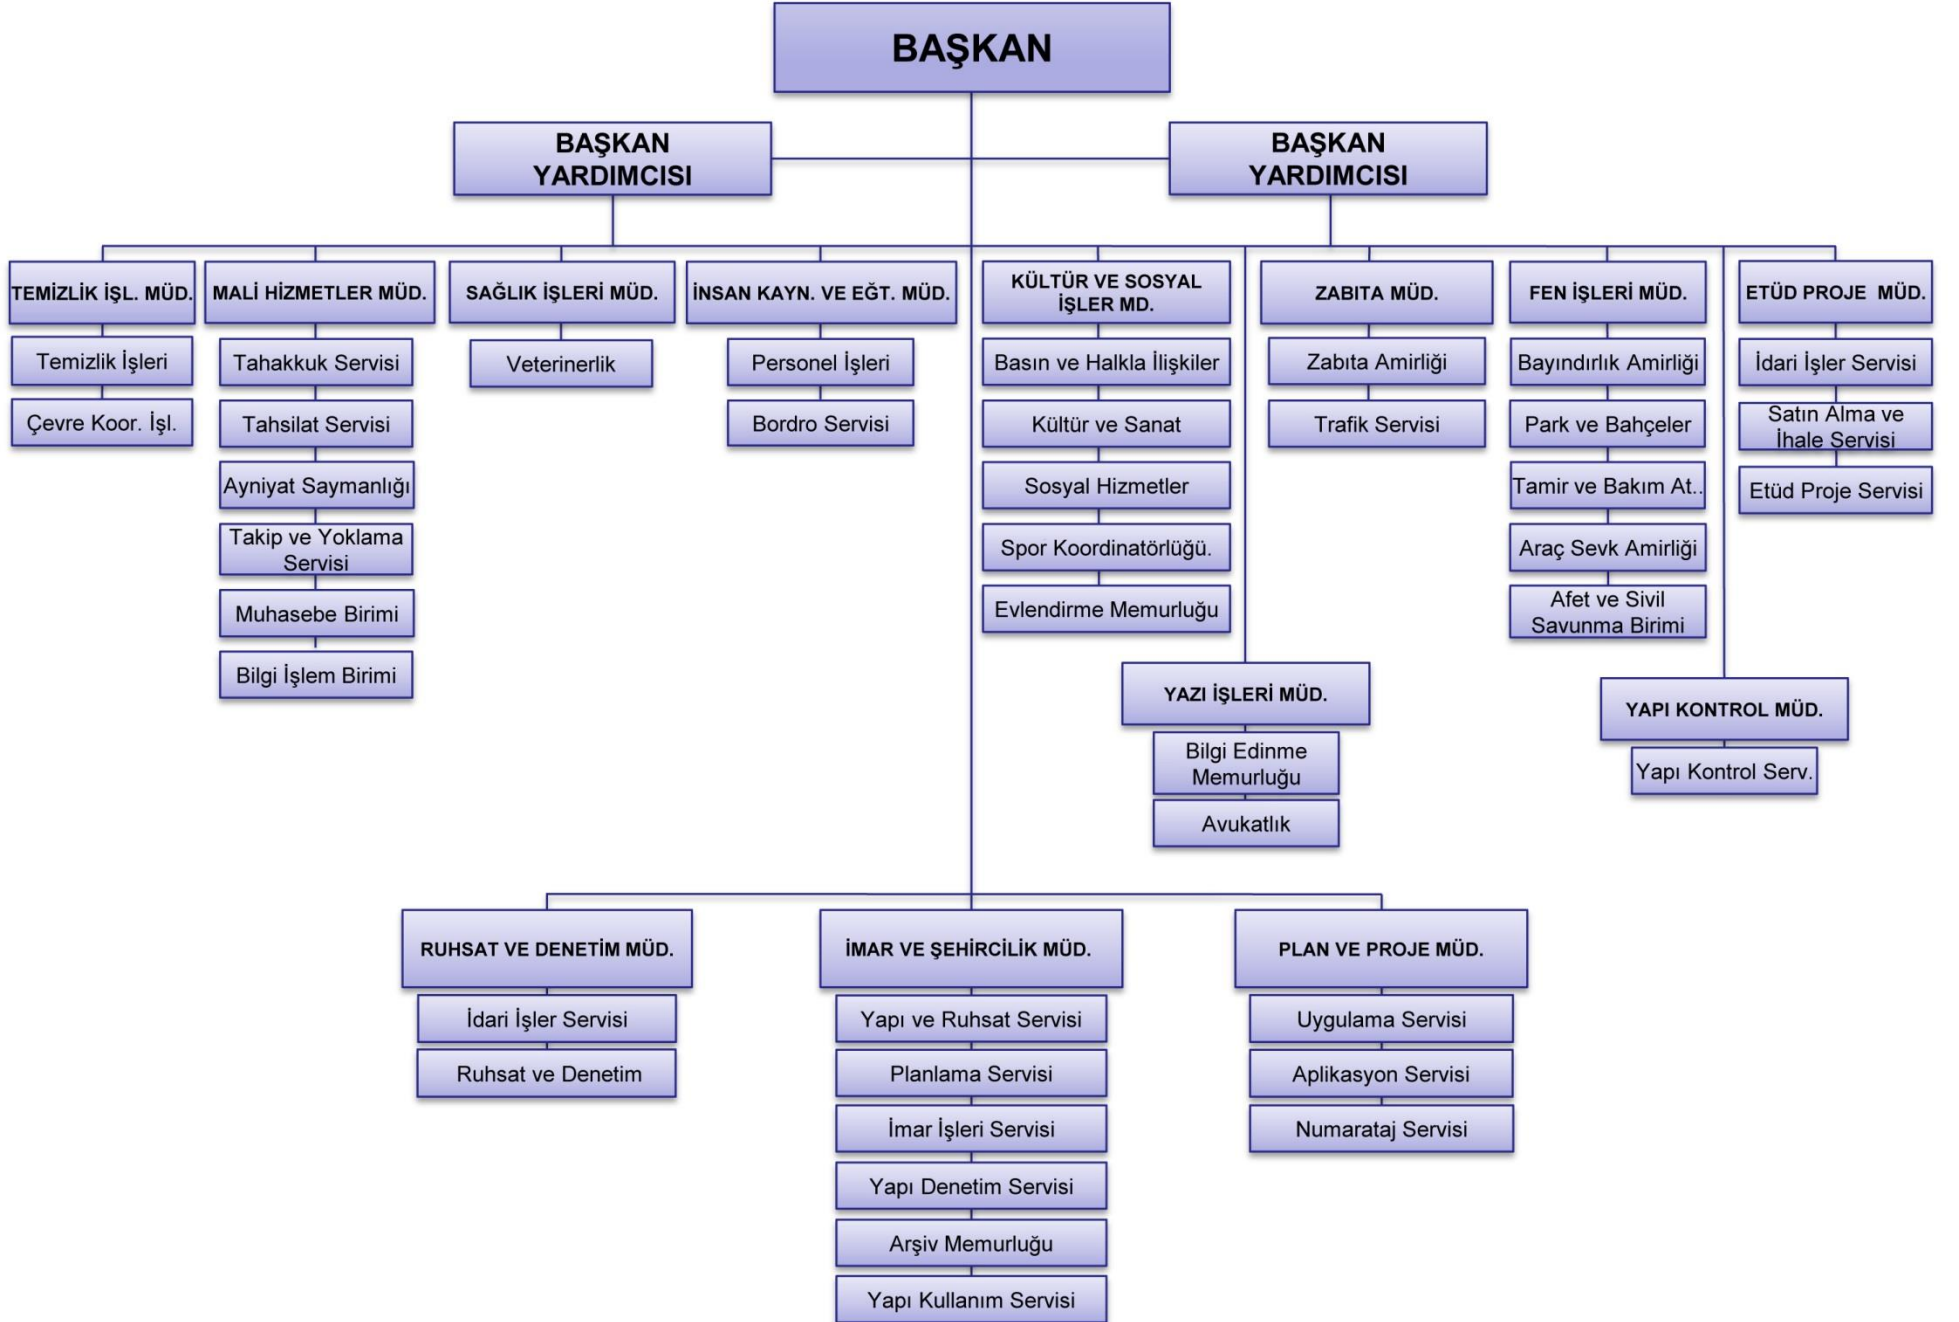 BAŞKAN
BAŞKAN
YARDIMCISI
BAŞKAN
YARDIMCISI
TEMİZLİK İŞL. MÜD.
Temizlik İşleri
Çevre Koor. İşl.
MALİ HİZMETLER MÜD.
Tahakkuk Servisi
Tahsilat Servisi
Ayniyat Saymanlığı
Takip ve Yoklama
Servisi
Muhasebe Birimi
Bilgi İşlem Birimi
SAĞLIK İŞLERİ MÜD.
Veterinerlik
İNSAN KAYN. VE EĞT. MÜD.
Personel İşleri
Bordro Servisi
KÜLTÜR VE SOSYAL
İŞLER MD.
Basın ve Halkla İlişkiler
Kültür ve Sanat
Sosyal Hizmetler
Spor Koordinatörlüğü.
Evlendirme Memurluğu
ZABITA MÜD.
Zabıta Amirliği
Trafik Servisi
FEN İŞLERİ MÜD.
Bayındırlık Amirliği
Park ve Bahçeler
Tamir ve Bakım At..
Araç Sevk Amirliği
Afet ve Sivil
Savunma Birimi
ETÜD PROJE MÜD.
İdari İşler Servisi
Satın Alma ve
İhale Servisi
Etüd Proje Servisi
YAZI İŞLERİ MÜD.
Bilgi Edinme
Memurluğu
Avukatlık
YAPI KONTROL MÜD.
Yapı Kontrol Serv.
RUHSAT VE DENETİM MÜD.
İdari İşler Servisi
Ruhsat ve Denetim
İMAR VE ŞEHİRCİLİK MÜD.
Yapı ve Ruhsat Servisi
Planlama Servisi
İmar İşleri Servisi
Yapı Denetim Servisi
Arşiv Memurluğu
Yapı Kullanım Servisi
PLAN VE PROJE MÜD.
Uygulama Servisi
Aplikasyon Servisi
Numarataj Servisi